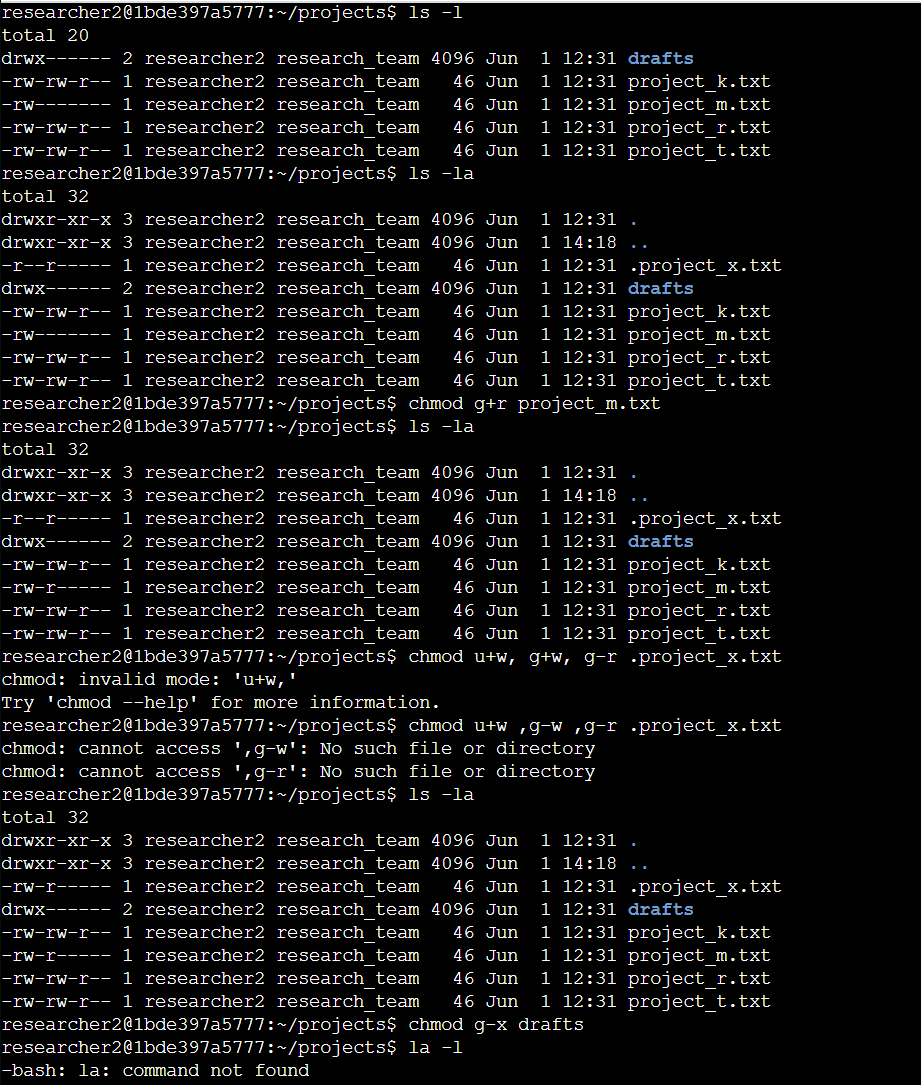 researcher2@1bde397a5777:~/projects$ ls -l
total 20
drwx------ 2 researcher2 research_team 4096 Jun  1 12:31 drafts
-rw-rw-r-- 1 researcher2 research_team   46 Jun  1 12:31 project_k.txt
-rw------- 1 researcher2 research_team   46 Jun  1 12:31 project_m.txt
-rw-rw-r-- 1 researcher2 research_team   46 Jun  1 12:31 project_r.txt
-rw-rw-r-- 1 researcher2 research_team   46 Jun  1 12:31 project_t.txt
researcher2@1bde397a5777:~/projects$ ls -la
total 32
drwxr-xr-x 3 researcher2 research_team 4096 Jun  1 12:31 .
drwxr-xr-x 3 researcher2 research_team 4096 Jun  1 14:18 ..
-r--r----- 1 researcher2 research_team   46 Jun  1 12:31 .project_x.txt
drwx------ 2 researcher2 research_team 4096 Jun  1 12:31 drafts
-rw-rw-r-- 1 researcher2 research_team   46 Jun  1 12:31 project_k.txt
-rw------- 1 researcher2 research_team   46 Jun  1 12:31 project_m.txt
-rw-rw-r-- 1 researcher2 research_team   46 Jun  1 12:31 project_r.txt
-rw-rw-r-- 1 researcher2 research_team   46 Jun  1 12:31 project_t.txt
researcher2@1bde397a5777:~/projects$ chmod g+r project_m.txt
researcher2@1bde397a5777:~/projects$ ls -la
total 32
drwxr-xr-x 3 researcher2 research_team 4096 Jun  1 12:31 .
drwxr-xr-x 3 researcher2 research_team 4096 Jun  1 14:18 ..
-r--r----- 1 researcher2 research_team   46 Jun  1 12:31 .project_x.txt
drwx------ 2 researcher2 research_team 4096 Jun  1 12:31 drafts
-rw-rw-r-- 1 researcher2 research_team   46 Jun  1 12:31 project_k.txt
-rw-r----- 1 researcher2 research_team   46 Jun  1 12:31 project_m.txt
-rw-rw-r-- 1 researcher2 research_team   46 Jun  1 12:31 project_r.txt
-rw-rw-r-- 1 researcher2 research_team   46 Jun  1 12:31 project_t.txt
researcher2@1bde397a5777:~/projects$ chmod u+w, g+w, g-r .project_x.txt
chmod: invalid mode: 'u+w,'
Try 'chmod --help' for more information.
researcher2@1bde397a5777:~/projects$ chmod u+w ,g-w ,g-r .project_x.txt
chmod: cannot access ',g-w': No such file or directory
chmod: cannot access ',g-r': No such file or directory
researcher2@1bde397a5777:~/projects$ ls -la
total 32
drwxr-xr-x 3 researcher2 research_team 4096 Jun  1 12:31 .
drwxr-xr-x 3 researcher2 research_team 4096 Jun  1 14:18 ..
-rw-r----- 1 researcher2 research_team   46 Jun  1 12:31 .project_x.txt
drwx------ 2 researcher2 research_team 4096 Jun  1 12:31 drafts
-rw-rw-r-- 1 researcher2 research_team   46 Jun  1 12:31 project_k.txt
-rw-r----- 1 researcher2 research_team   46 Jun  1 12:31 project_m.txt
-rw-rw-r-- 1 researcher2 research_team   46 Jun  1 12:31 project_r.txt
-rw-rw-r-- 1 researcher2 research_team   46 Jun  1 12:31 project_t.txt
researcher2@1bde397a5777:~/projects$ chmod g-x drafts
researcher2@1bde397a5777:~/projects$ la -l
-bash: la: command not found